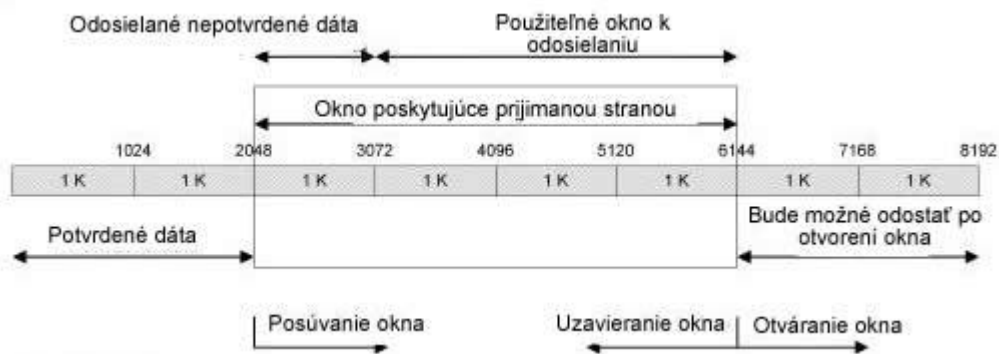 Odosielané nepotvrdené dáta
Použiteľné okno k
odosielaniu
Okno poskytujúce prijimanou stranou
1024 2048 3072 4096 5120 6144 7168 8192
1 K 1 K 1 K 1 K 1 K 1 K 1 K 1 K
Potvrdené dáta
Bude možné odostať po
otvorení okna
Posúvanie okna
Uzavieranie okna
Otváranie okna